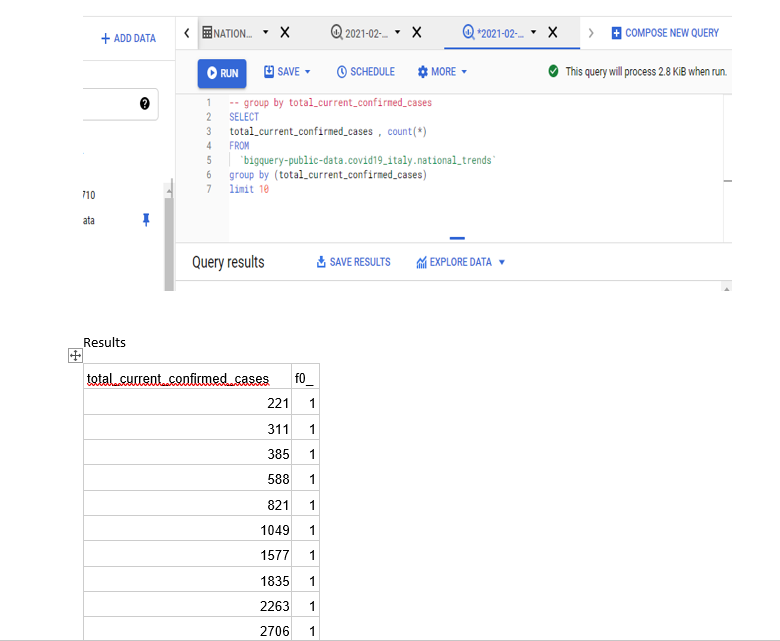 + ADD DATA
NATION...
2021-02-...
*2021-02-...
COMPOSE NEW QUERY
RUN
SAVE
SCHEDULE
MORE
This query will process 2.8 KiB when run.
1 -- group by total_current_confirmed_cases
2 SELECT
3 total_current_confirmed_cases , count(*)
4 FROM
5 `bigquery-public-data.covid19_italy.national_trends`
6 group by (total_current_confirmed_cases)
7 limit 10
710
ata
Query results
SAVE RESULTS
EXPLORE DATA
Results
total_current_confirmed_cases f0_
221 1
311 1
385 1
588 1
821 1
1049 1
1577 1
1835 1
2263 1
2706 1